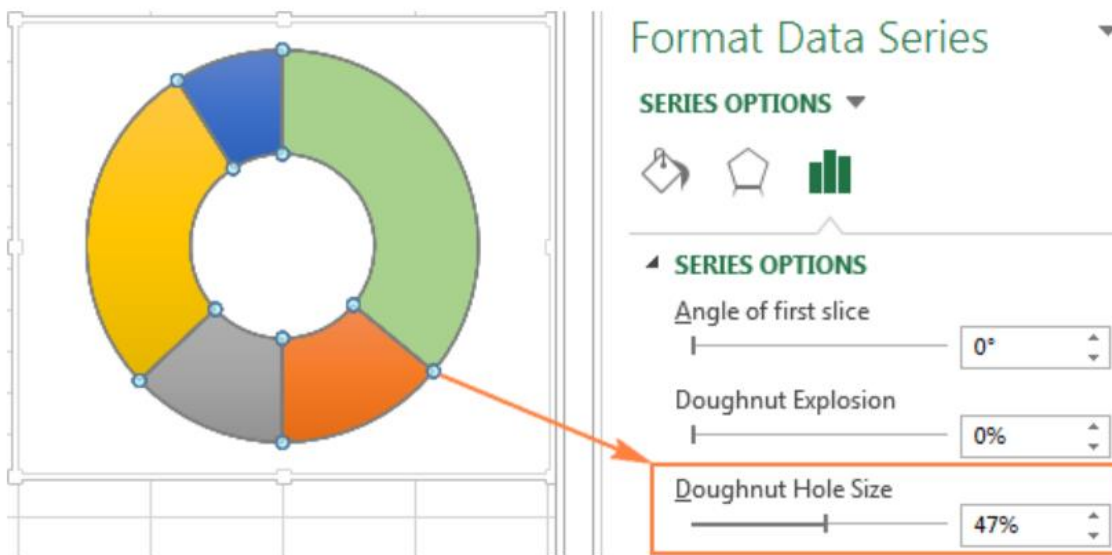 Format Data Series
SERIES OPTIONS
SERIES OPTIONS
Angle of first slice
0°
Doughnut Explosion
0%
Doughnut Hole Size
47%